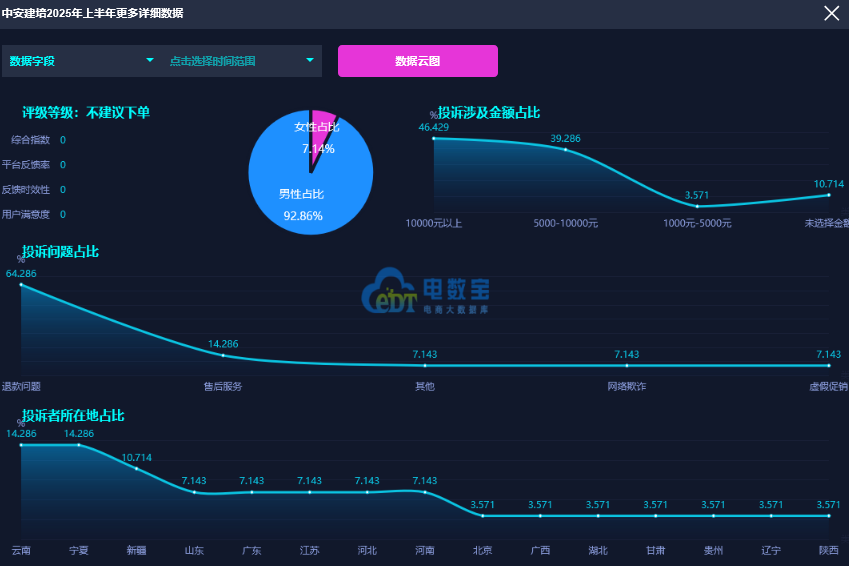 中安建培2025年上半年更多详细数据
数据字段
点击选择时间范围
数据云图
评级等级：不建议下单
综合指数 0
平台反馈率 0
反馈时效性 0
用户满意度 0
女性占比
7.14%
男性占比
92.86%
投诉涉及金额占比
%
46.429
39.286
3.571
10.714
10000元以上
5000-10000元
1000元-5000元
未选择金额
投诉问题占比
%
64.286
14.286
7.143
7.143
7.143
退款问题
售后服务
其他
网络欺诈
虚假促销
电数宝
电商大数据库
EDT
投诉者所在地占比
%
14.286
14.286
10.714
7.143
7.143
7.143
7.143
7.143
3.571
3.571
3.571
3.571
3.571
3.571
3.571
云南
宁夏
新疆
山东
广东
江苏
河北
河南
北京
广西
湖北
甘肃
贵州
辽宁
陕西